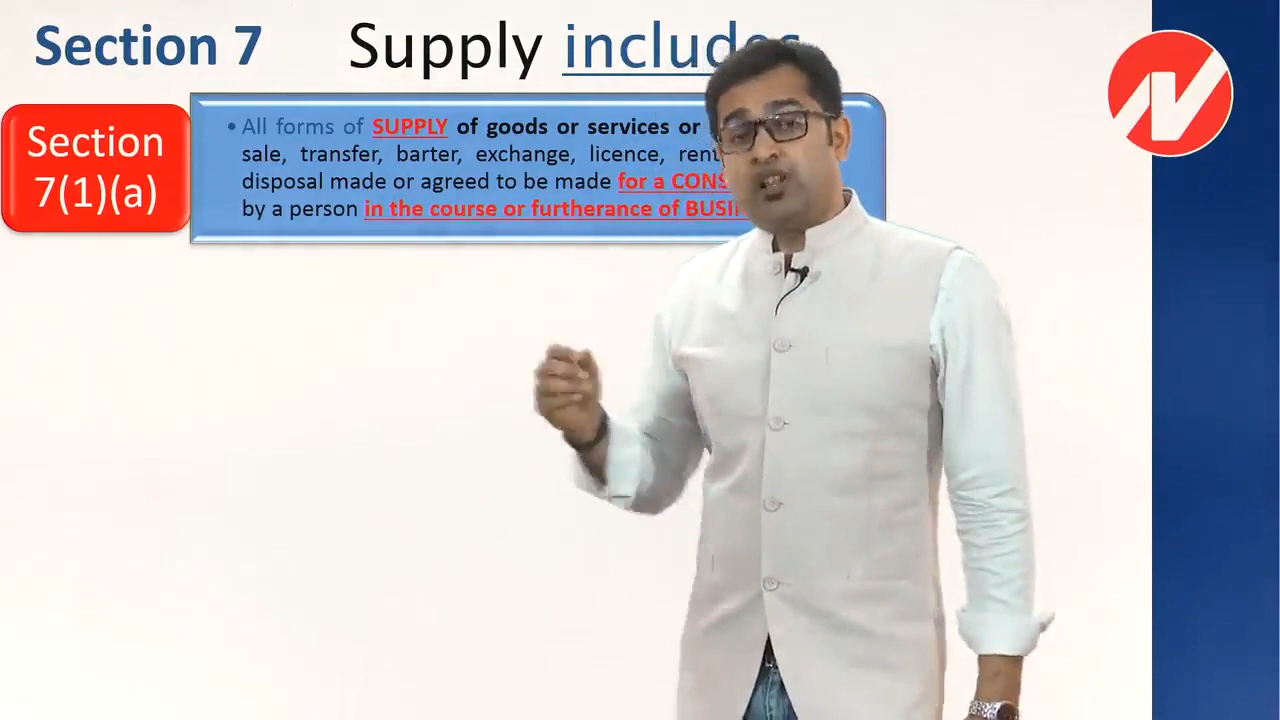 Section 7 Supply includes
Section
7(1)(a)
• All forms of SUPPLY of goods or services or
sale, transfer, barter, exchange, licence,
disposal made or agreed to be made for a
by a person in the course or furtherance of